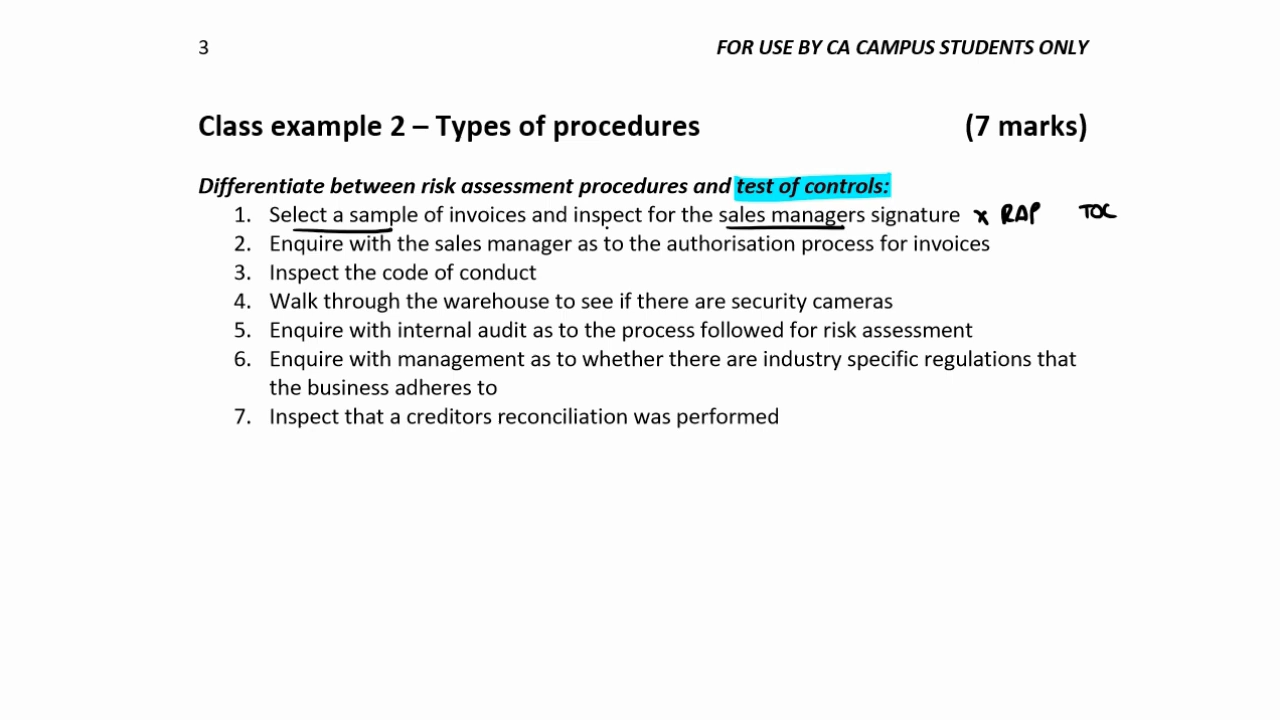 3 FOR USE BY CA CAMPUS STUDENTS ONLY
Class example 2 – Types of procedures (7 marks)
Differentiate between risk assessment procedures and test of controls:
1. Select a sample of invoices and inspect for the sales managers signature x RAP TOC
2. Enquire with the sales manager as to the authorisation process for invoices
3. Inspect the code of conduct
4. Walk through the warehouse to see if there are security cameras
5. Enquire with internal audit as to the process followed for risk assessment
6. Enquire with management as to whether there are industry specific regulations that
the business adheres to
7. Inspect that a creditors reconciliation was performed